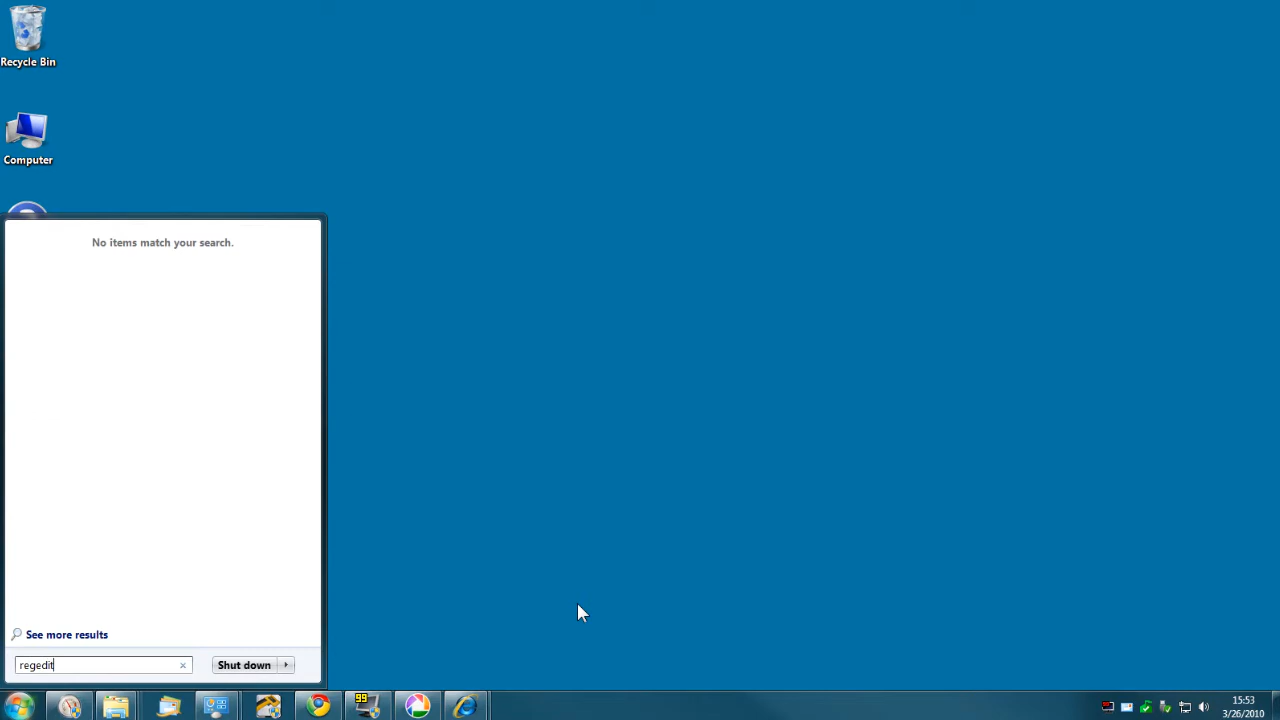 Recycle Bin
Computer
No items match your search.
See more results
regedit
Shut down
99
15:53
3/26/2010